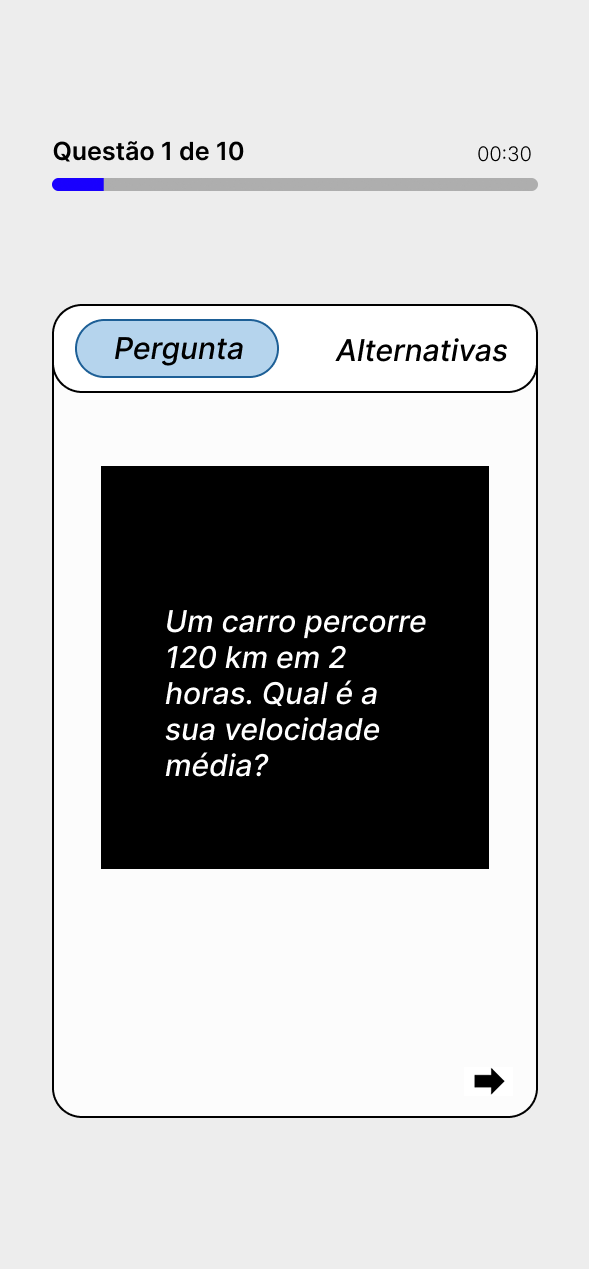 Questão 1 de 10
00:30
Pergunta
Alternativas
Um carro percorre
120 km em 2
horas. Qual é a
sua velocidade
média?